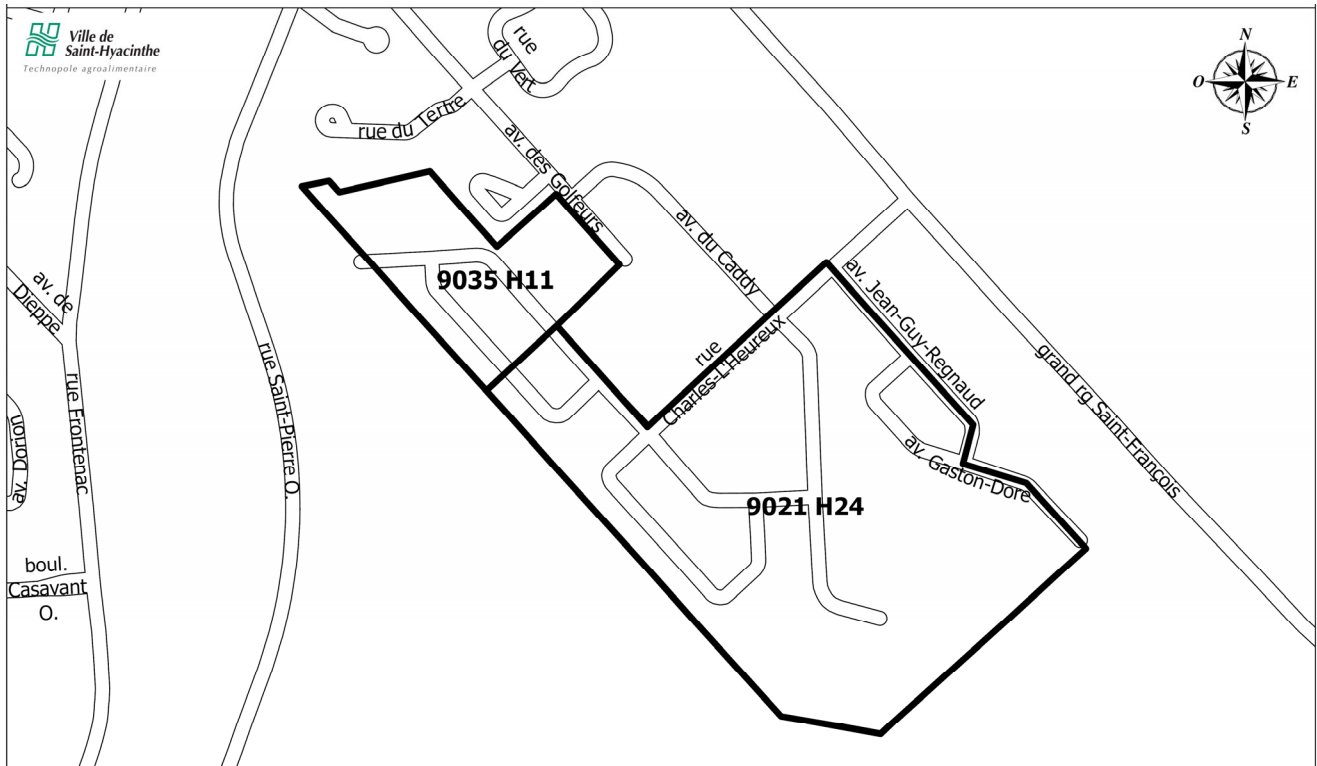 Ville de
Saint-Hyacinthe
Technopole agroalimentaire
N
O
E
S
rue
du Vert
rue du Tertre
av. des Golfeurs
av. du Caddy
9035 H11
av. de
Dieppe
rue Frontenac
rue Saint-Pierre O.
rue
Charles-L'Heureux
av. Jean-Guy-Regnaud
grand rg Saint-François
av. Dorion
av. Gaston-Dore
9021 H24
boul.
Casavant
O.